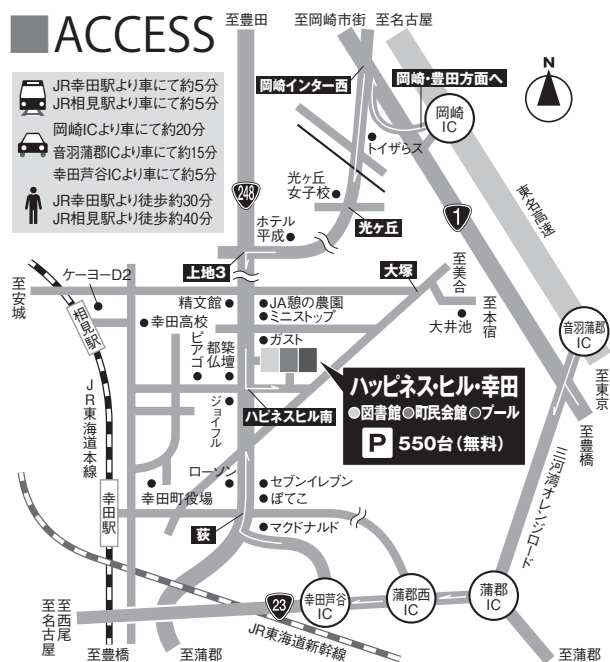 ACCESS
JR幸田駅より車にて約5分
JR相見駅より車にて約5分
岡崎ICより車にて約20分
音羽蒲郡ICより車にて約15分
幸田芦谷ICより車にて約5分
JR幸田駅より徒歩約30分
JR相見駅より徒歩約40分
至豊田
至岡崎市街
至名古屋
N
岡崎インター西
岡崎・豊田方面へ
岡崎
IC
トイザらス
東名高速
光ヶ丘
女子校
248
1
ホテル
平成
光ヶ丘
上地3
大塚
至美合
至本宿
ケーヨーD2
至安城
相見駅
精文館
JA憩の農園
ミニストップ
大井池
音羽蒲郡
IC
幸田高校
ガスト
ピアゴ
都築仏壇
至東京
ハッピネス・ヒル・幸田
図書館 町民会館 プール
P 550台(無料)
JR東海道本線
ジョイフル
ハピネスヒル南
至豊橋
三河湾オレンジロード
ローソン
セブンイレブン
幸田町役場
ぽてこ
幸田駅
荻
マクドナルド
23
幸田芦谷
IC
蒲郡西
IC
蒲郡
IC
至西尾
至名古屋
JR東海道新幹線
至豊橋
至蒲郡
至蒲郡